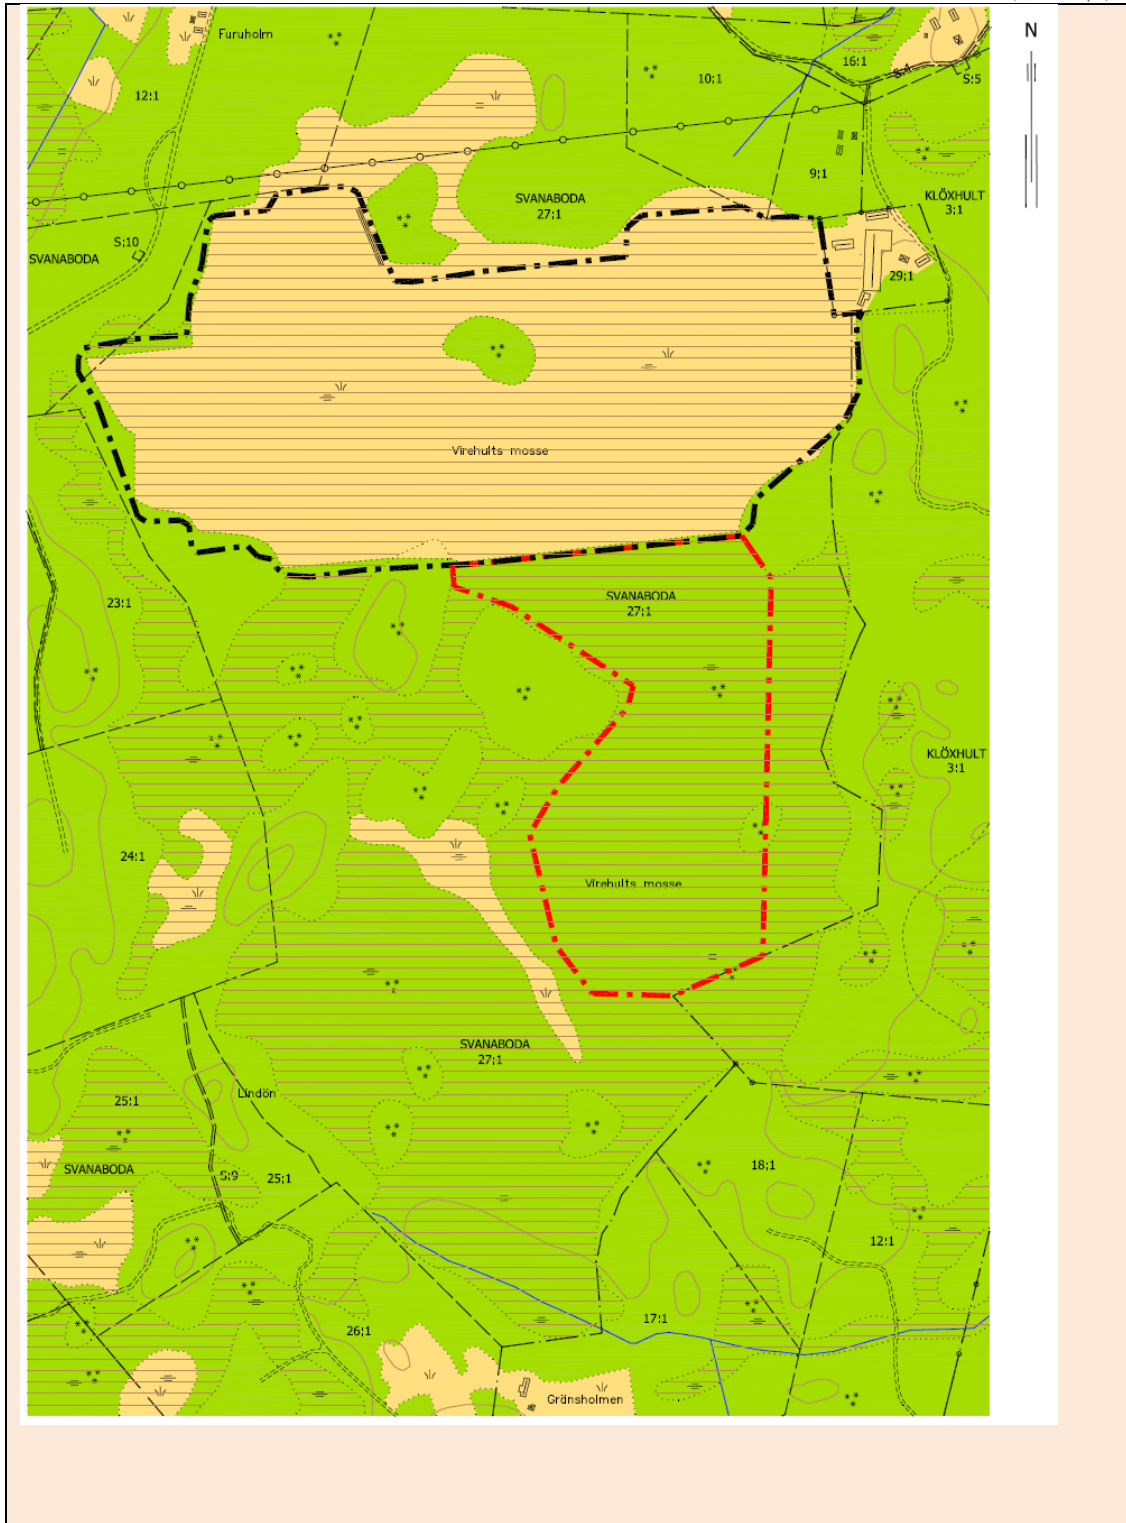 Furuholm
N
16:1
S:4
S:5
10:1
12:1
9:1
SVANABODA
27:1
KLÖXHULT
3:1
S:10
SVANABODA
29:1
Virehults mosse
SVANABODA
27:1
23:1
KLÖXHULT
3:1
24:1
Virehults mosse
SVANABODA
27:1
Lindön
25:1
SVANABODA
S:9
25:1
18:1
12:1
17:1
26:1
Gränsholmen